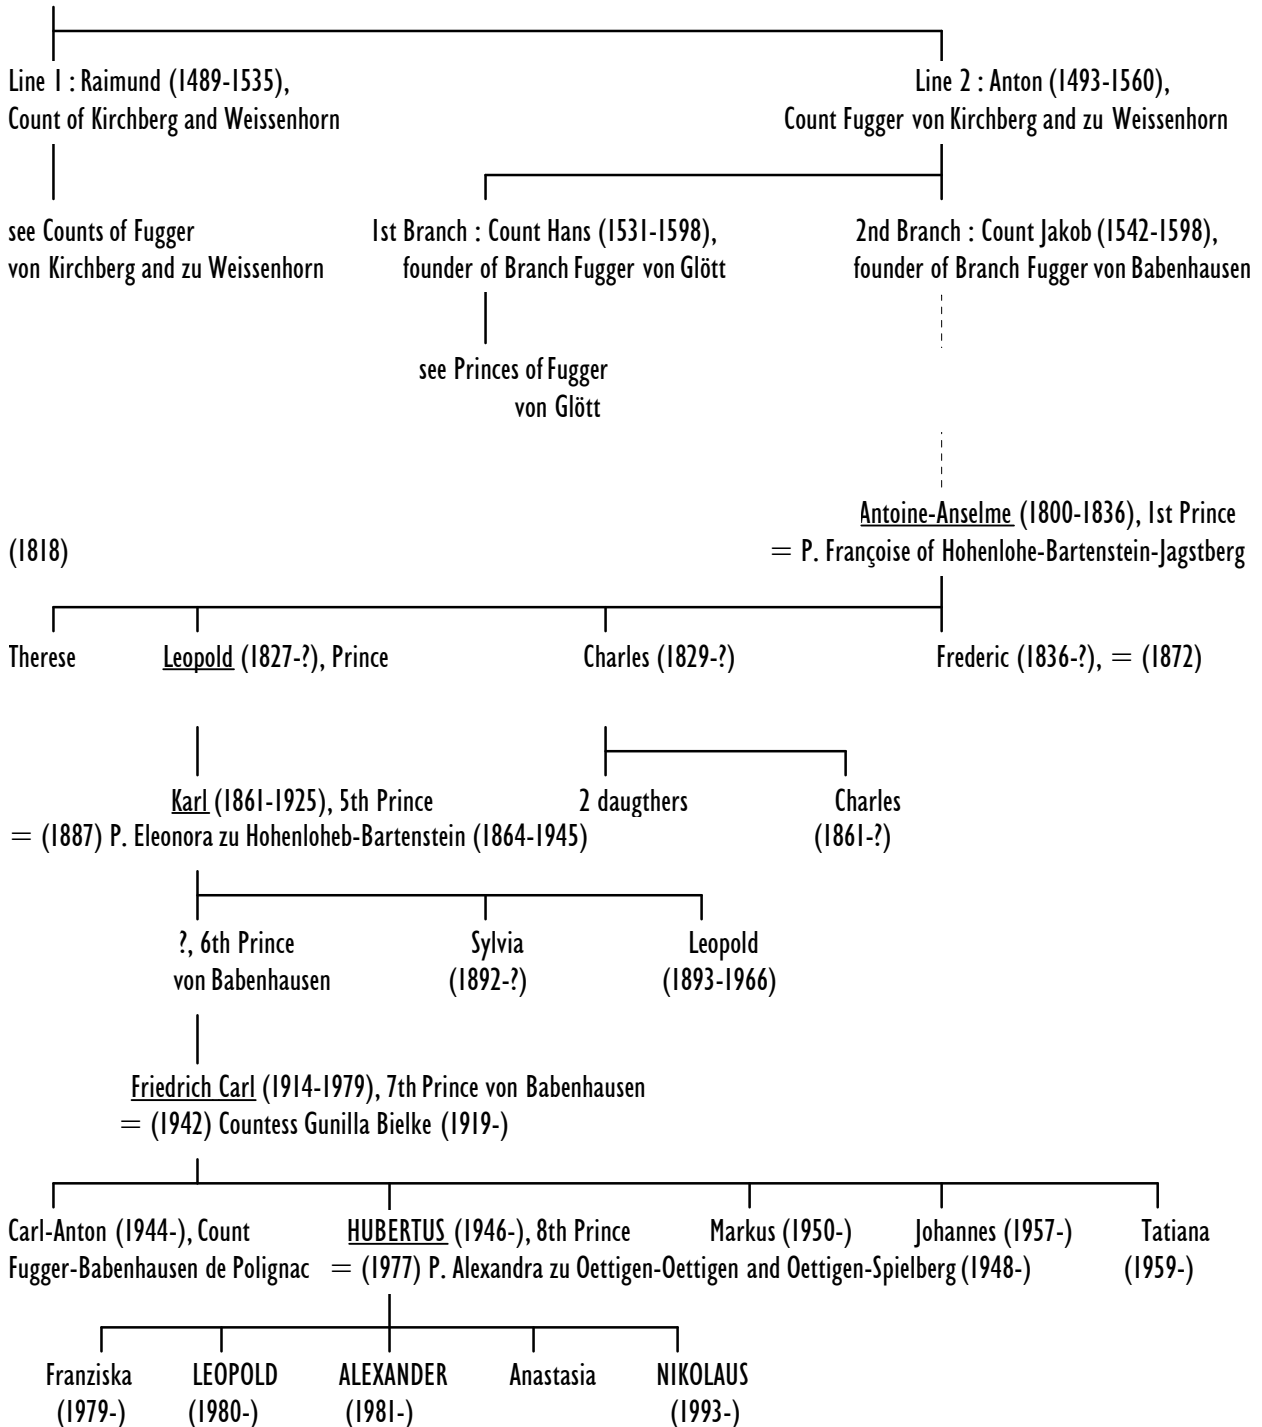 Line 1 : Raimund (1489-1535), Line 2 : Anton (1493-1560),
Count of Kirchberg and Weissenhorn Count Fugger von Kirchberg and zu Weissenhorn
see Counts of Fugger 1st Branch : Count Hans (1531-1598), 2nd Branch : Count Jakob (1542-1598),
von Kirchberg and zu Weissenhorn founder of Branch Fugger von Glött founder of Branch Fugger von Babenhausen
see Princes of Fugger
von Glött
Antoine-Anselme (1800-1836), 1st Prince
(1818) = P. Françoise of Hohenlohe-Bartenstein-Jagstberg
Therese Leopold (1827-?), Prince Charles (1829-?) Frederic (1836-?), = (1872)
Karl (1861-1925), 5th Prince 2 daugthers Charles
= (1887) P. Eleonora zu Hohenloheb-Bartenstein (1864-1945) (1861-?)
?, 6th Prince Sylvia Leopold
von Babenhausen (1892-?) (1893-1966)
Friedrich Carl (1914-1979), 7th Prince von Babenhausen
= (1942) Countess Gunilla Bielke (1919-)
Carl-Anton (1944-), Count HUBERTUS (1946-), 8th Prince Markus (1950-) Johannes (1957-) Tatiana
Fugger-Babenhausen de Polignac = (1977) P. Alexandra zu Oettigen-Oettigen and Oettigen-Spielberg (1948-) (1959-)
Franziska LEOPOLD ALEXANDER Anastasia NIKOLAUS
(1979-) (1980-) (1981-) (1993-)